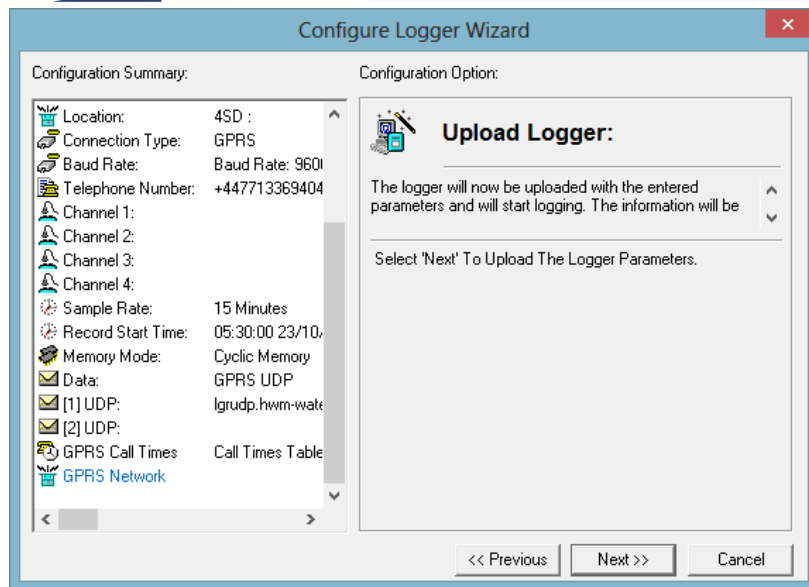 Configure Logger Wizard
Configuration Summary:
Configuration Option:
Location: 4SD :
Connection Type: GPRS
Baud Rate: Baud Rate: 960
Telephone Number: +447713369404
Channel 1:
Channel 2:
Channel 3:
Channel 4:
Sample Rate: 15 Minutes
Record Start Time: 05:30:00 23/10/
Memory Mode: Cyclic Memory
Data: GPRS UDP
[1] UDP: lgrudp.hwm-wate
[2] UDP:
GPRS Call Times Call Times Table
GPRS Network
Upload Logger:
The logger will now be uploaded with the entered
parameters and will start logging. The information will be
Select 'Next' To Upload The Logger Parameters.
<< Previous
Next >>
Cancel